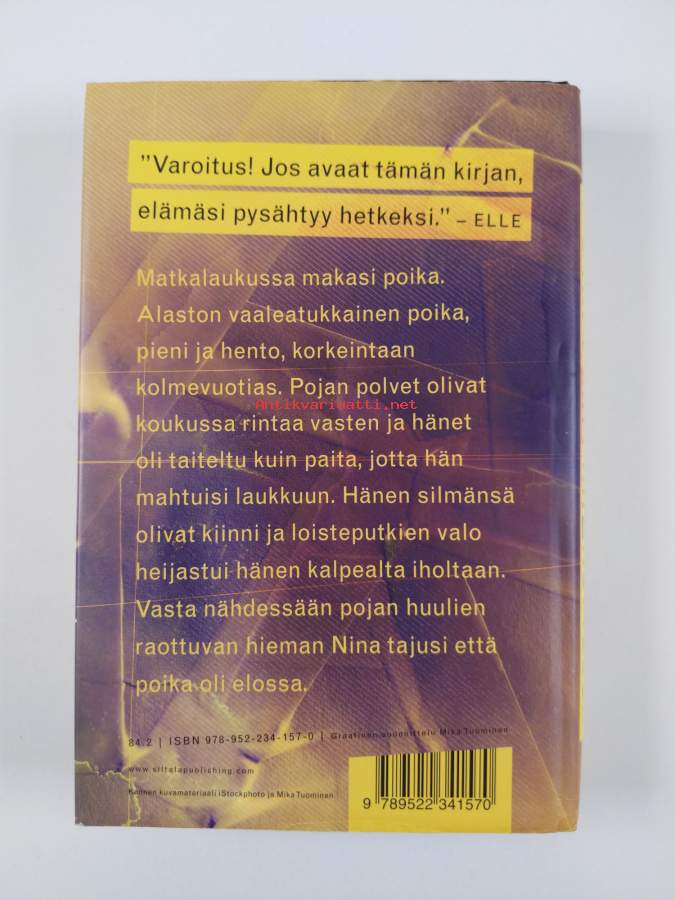 ”Varoitus! Jos avaat tämän kirjan,
elämäsi pysähtyy hetkeksi.” – ELLE
Matkalaukussa makasi poika.
Alaston vaaleatukkainen poika,
pieni ja hento, korkeintaan
kolmevuotias. Pojan polvet olivat
Antikvariaatti.net
koukussa rintaa vasten ja hänet
oli taiteltu kuin paita, jotta hän
mahtuisi laukkuun. Hänen silmänsä
olivat kiinni ja loisteputkien valo
heijastui hänen kalpealta iholtaan.
Vasta nähdessään pojan huulien
raottuvan hieman Nina tajusi että
poika oli elossa.
84.2 | ISBN 978-952-234-157-0 | Graafinen suunnittelu Mika Tuominen
www.siltalapublishing.com
Kannen kuvamateriaali iStockphoto ja Mika Tuominen
9 789522 341570